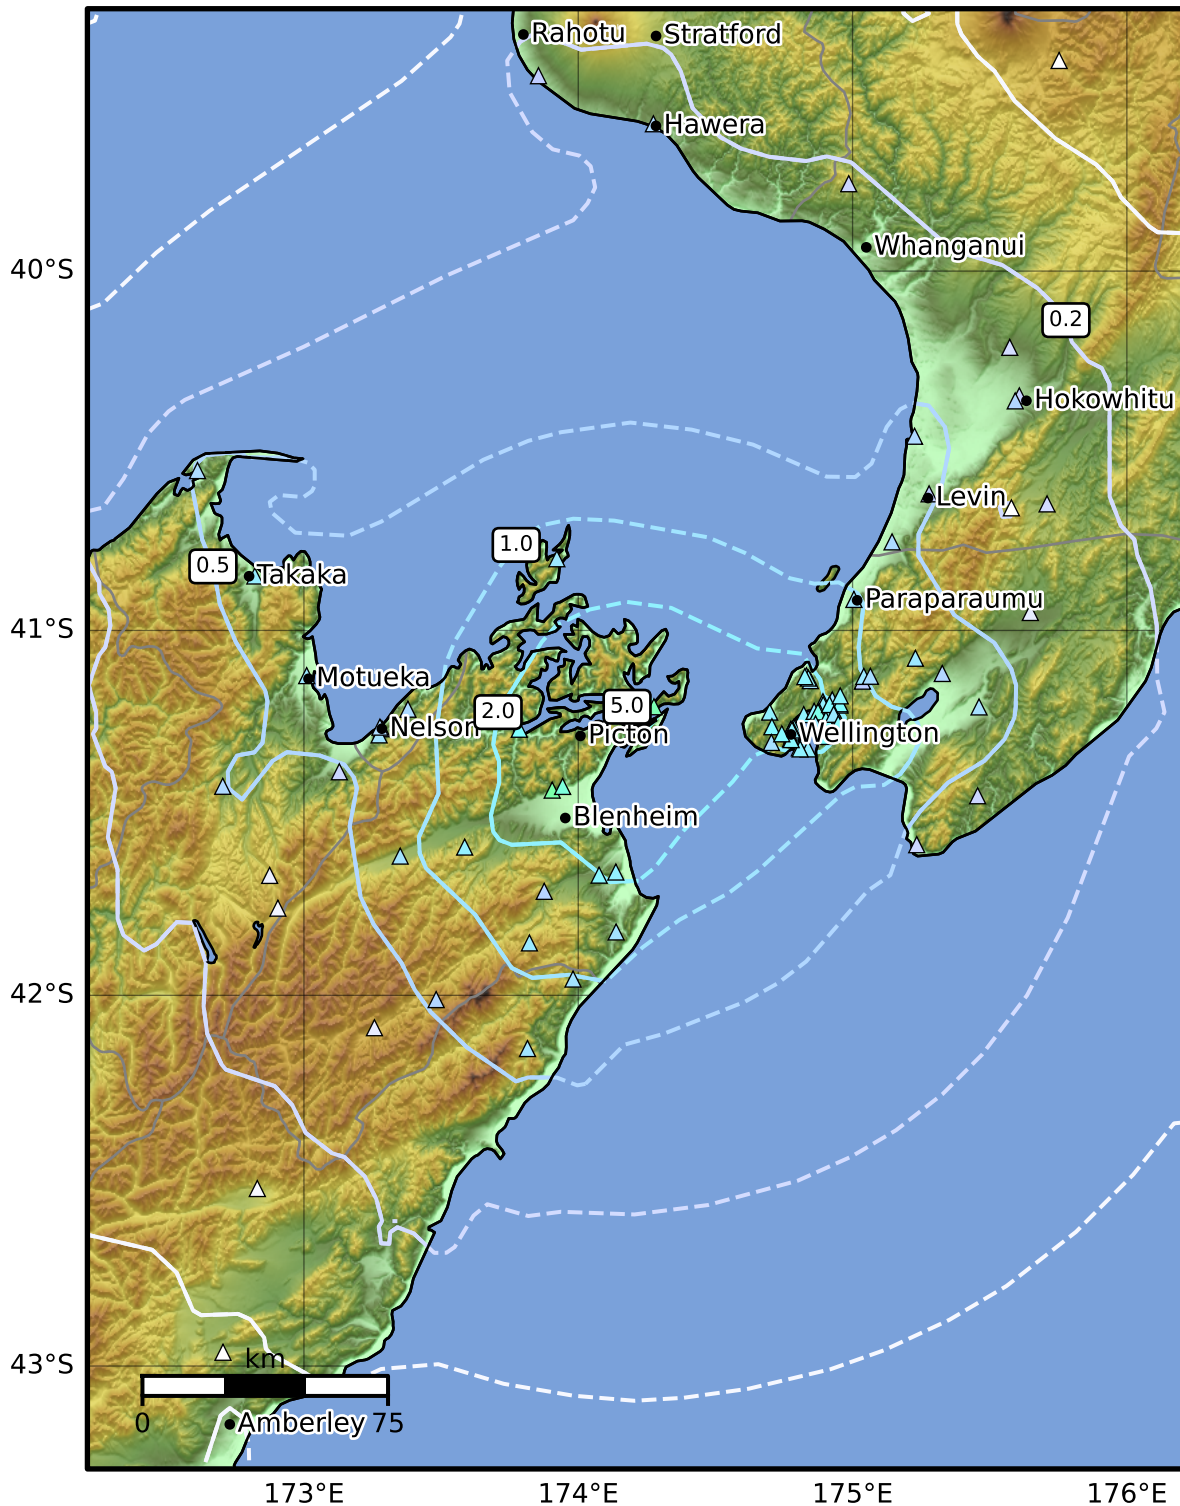 Rahotu
Stratford
Hawera
Whanganui
40°S
0.2
Hokowhitu
Levin
1.0
0.5
Takaka
Paraparaumu
41°S
Motueka
2.0
5.0
Nelson
Picton
Wellington
Blenheim
42°S
43°S
km
0
75
Amberley
173°E
174°E
175°E
176°E